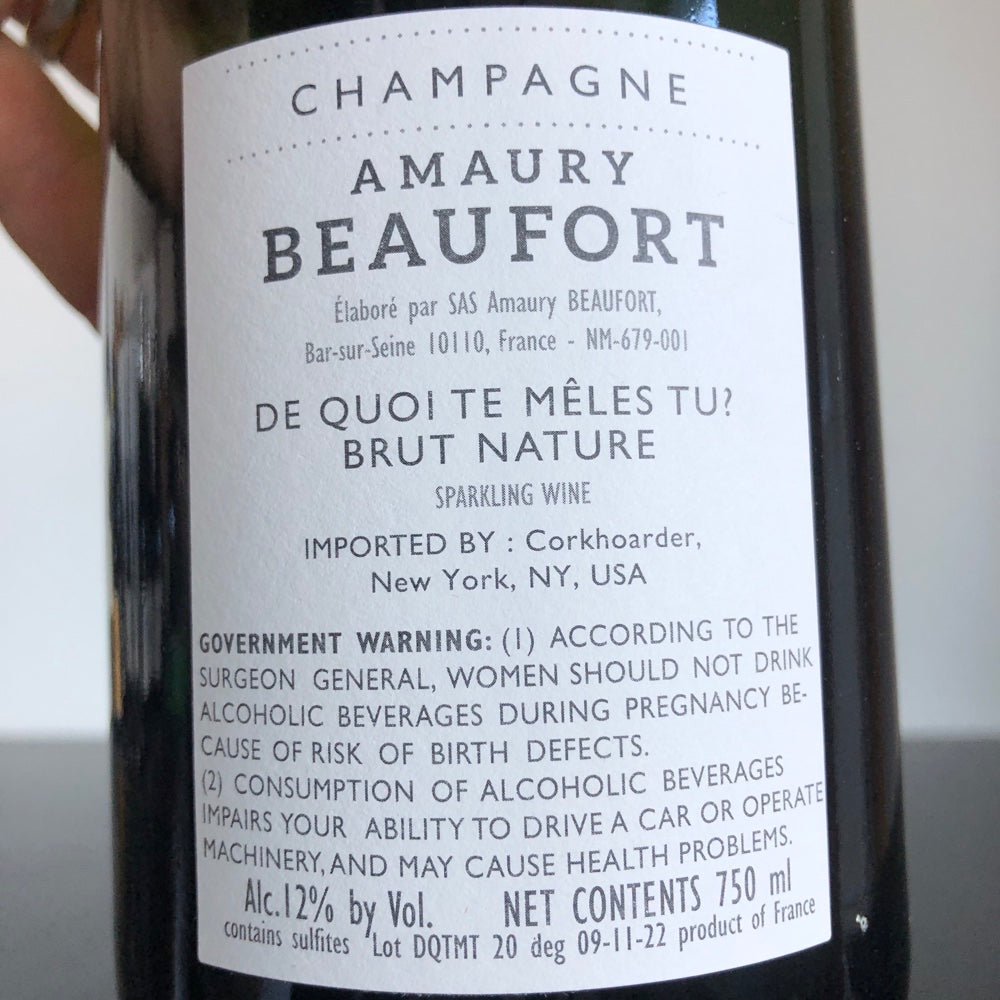 CHAMPAGNE
AMAURY
BEAUFORT
Élaboré par SAS Amaury BEAUFORT,
Bar-sur-Seine 10110, France - NM-679-001
DE QUOI TE MÊLES TU?
BRUT NATURE
SPARKLING WINE
IMPORTED BY : Corkhoarder,
New York, NY, USA
GOVERNMENT WARNING: (1) ACCORDING TO THE
SURGEON GENERAL, WOMEN SHOULD NOT DRINK
ALCOHOLIC BEVERAGES DURING PREGNANCY BE-
CAUSE OF RISK OF BIRTH DEFECTS.
(2) CONSUMPTION OF ALCOHOLIC BEVERAGES
IMPAIRS YOUR ABILITY TO DRIVE A CAR OR OPERATE
MACHINERY, AND MAY CAUSE HEALTH PROBLEMS.
Alc.12% by Vol. NET CONTENTS 750 ml
contains sulfites Lot DQTMT 20 deg 09-11-22 product of France